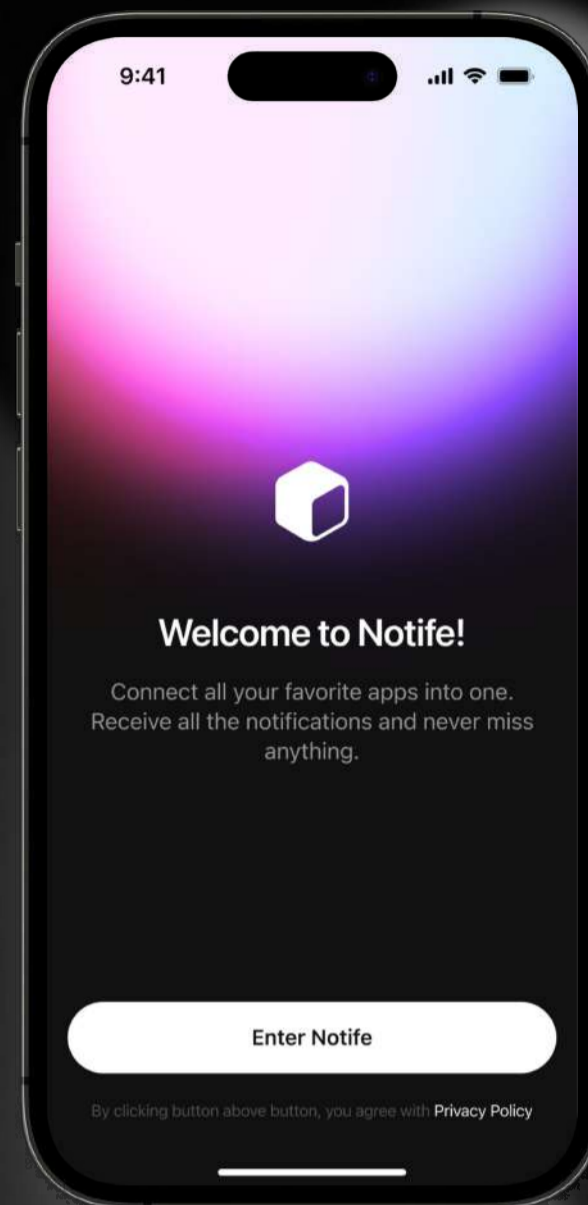 9:41
Welcome to Notife!
Connect all your favorite apps into one.
Receive all the notifications and never miss
anything.
Enter Notife
By clicking button above button, you agree with Privacy Policy